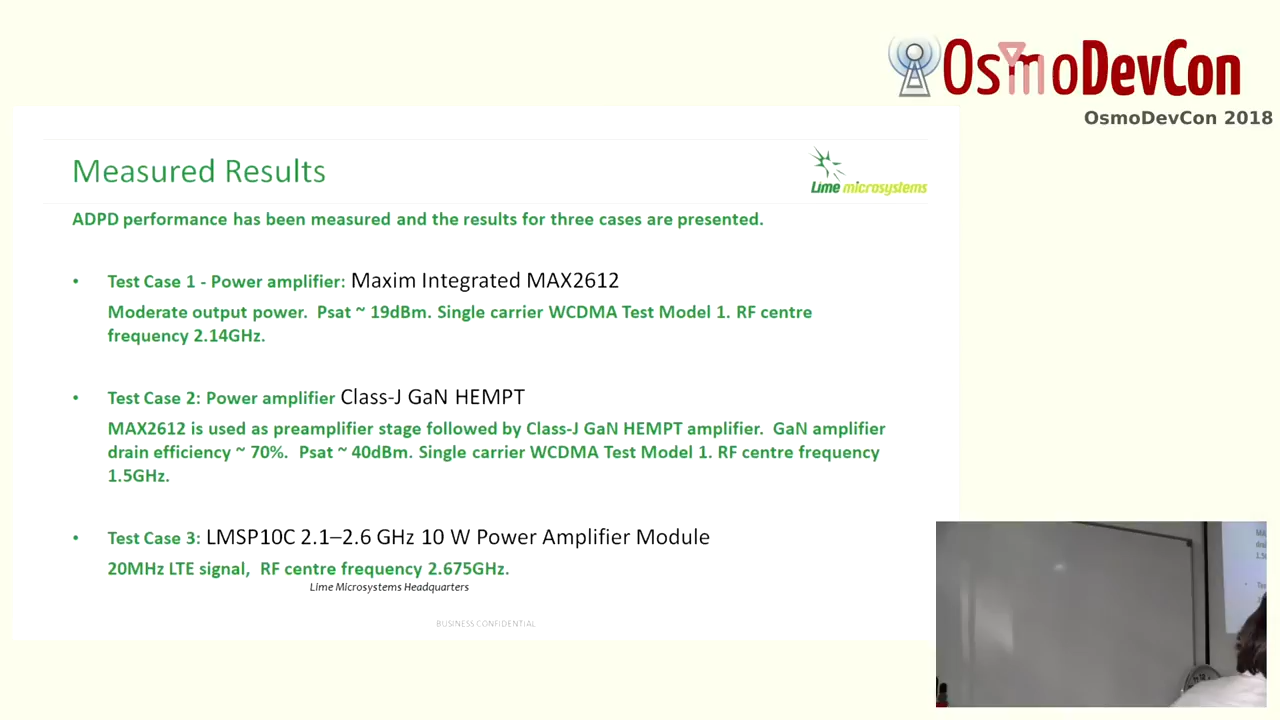 OsmoDevCon
OsmoDevCon 2018
Measured Results
Lime microsystems
ADPD performance has been measured and the results for three cases are presented.
• Test Case 1 - Power amplifier: Maxim Integrated MAX2612
Moderate output power. Psat ~ 19dBm. Single carrier WCDMA Test Model 1. RF centre
frequency 2.14GHz.
• Test Case 2: Power amplifier Class-J GaN HEMPT
MAX2612 is used as preamplifier stage followed by Class-J GaN HEMPT amplifier. GaN amplifier
drain efficiency ~ 70%. Psat ~ 40dBm. Single carrier WCDMA Test Model 1. RF centre frequency
1.5GHz.
• Test Case 3: LMSP10C 2.1–2.6 GHz 10 W Power Amplifier Module
20MHz LTE signal, RF centre frequency 2.675GHz.
Lime Microsystems Headquarters
BUSINESS CONFIDENTIAL